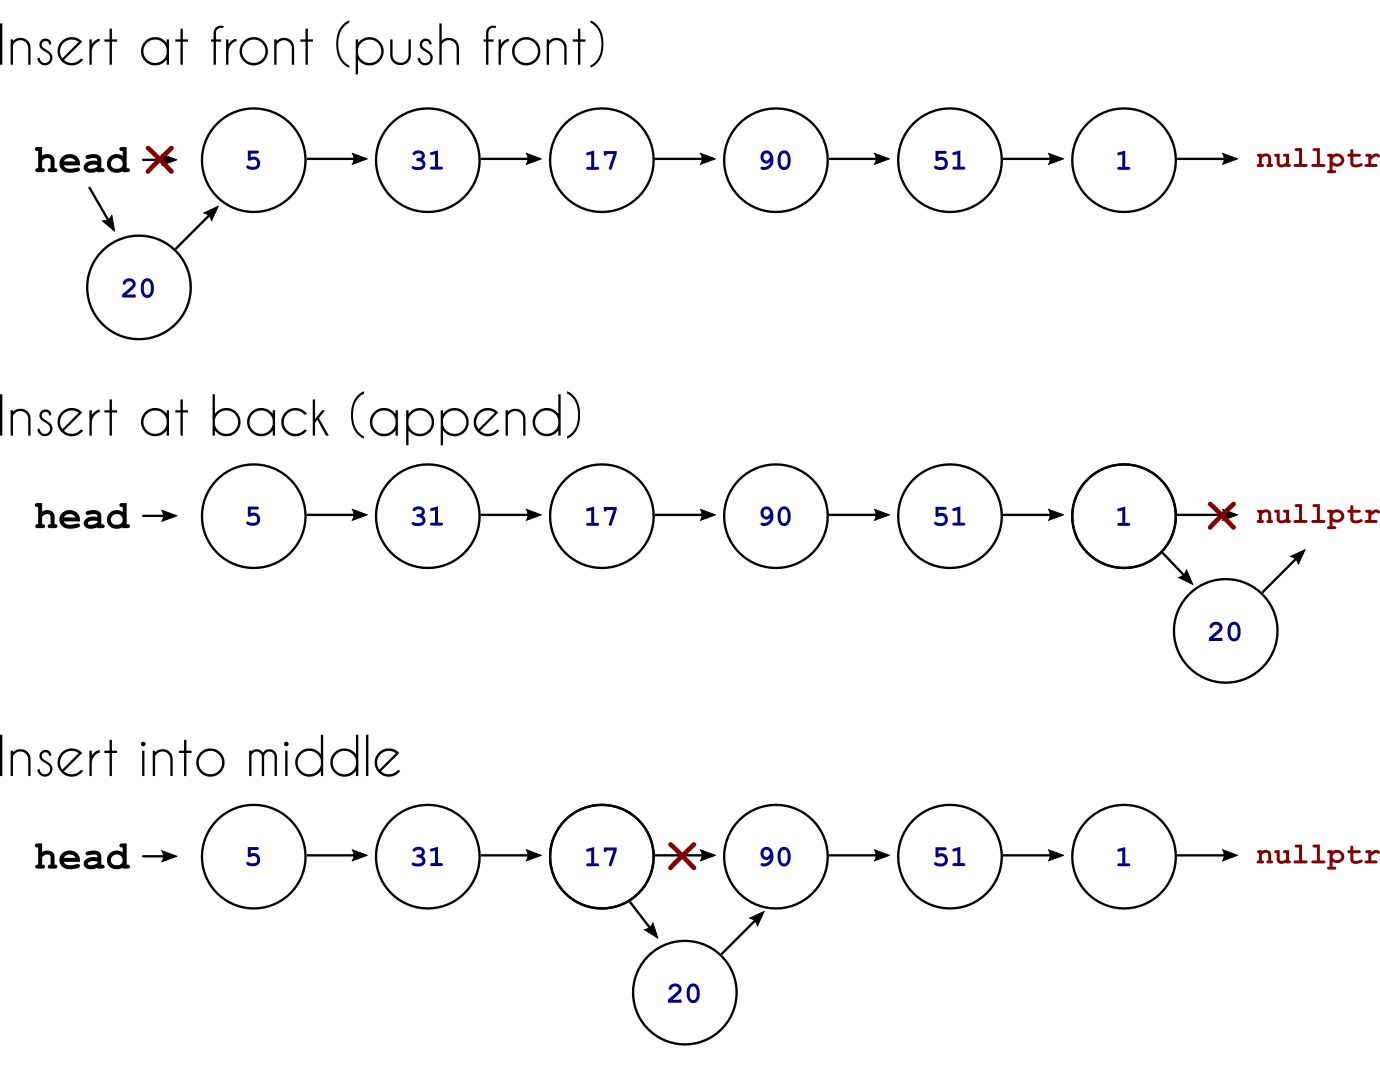 Insert at front (push front)
head 5 31 17 90 51 1 nullptr
20
Insert at back (append)
head 5 31 17 90 51 1 nullptr
20
Insert into middle
head 5 31 17 90 51 1 nullptr
20